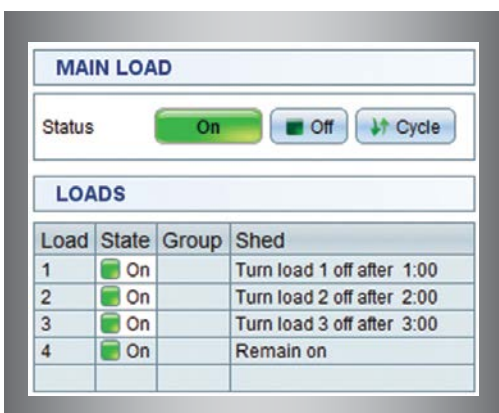 MAIN LOAD
Status On Off Cycle
LOADS
Load State Group Shed
1 On Turn load 1 off after 1:00
2 On Turn load 2 off after 2:00
3 On Turn load 3 off after 3:00
4 On Remain on